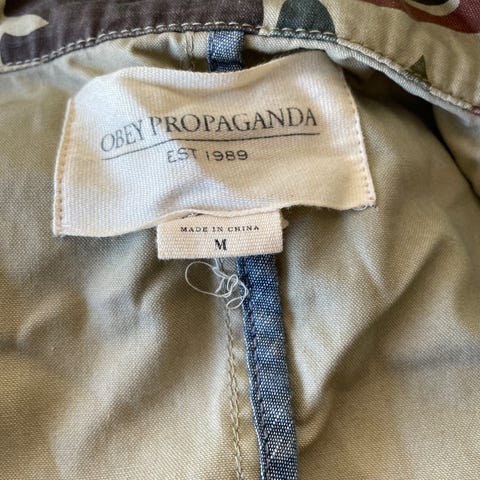 OBEY PROPAGANDA
EST 1989
MADE IN CHINA
M